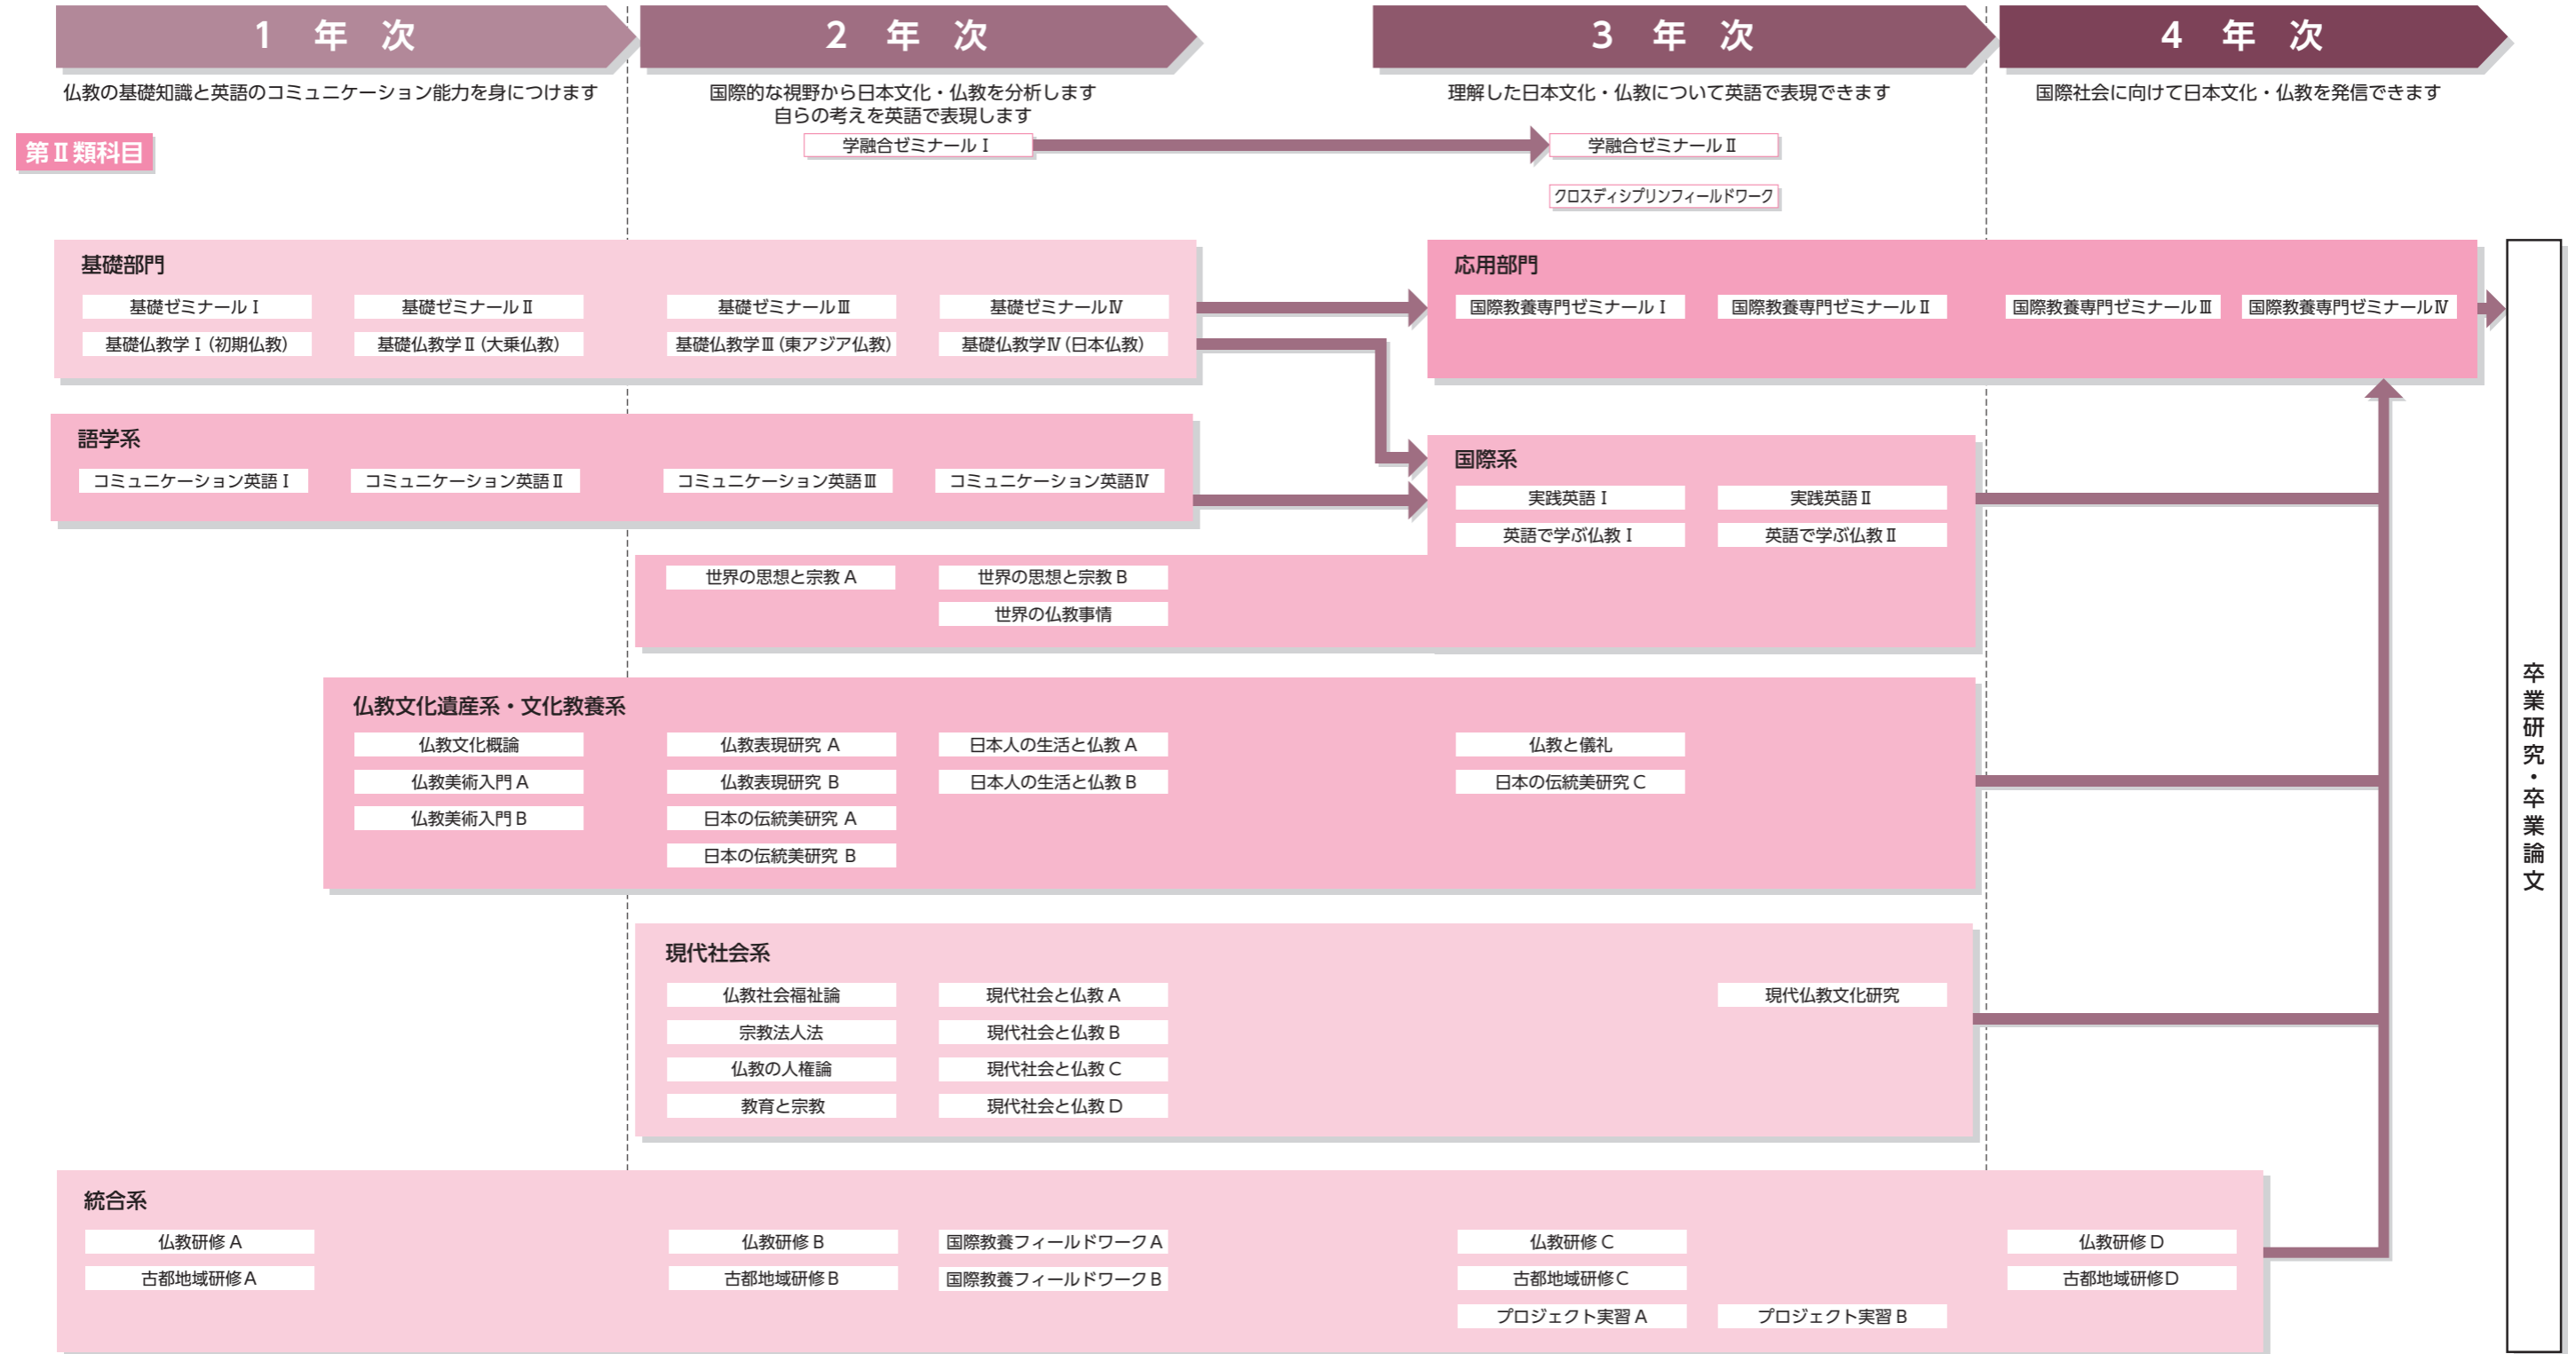 1 年 次
2 年 次
3 年 次
4 年 次
仏教の基礎知識と英語のコミュニケーション能力を身につけます
国際的な視野から日本文化・仏教を分析します
自らの考えを英語で表現します
理解した日本文化・仏教について英語で表現できます
国際社会に向けて日本文化・仏教を発信できます
第Ⅱ類科目
学融合ゼミナールⅠ
学融合ゼミナールⅡ
クロスディシプリンフィールドワーク
基礎部門
基礎ゼミナールⅠ
基礎ゼミナールⅡ
基礎ゼミナールⅢ
基礎ゼミナールⅣ
基礎仏教学Ⅰ（初期仏教）
基礎仏教学Ⅱ（大乗仏教）
基礎仏教学Ⅲ（東アジア仏教）
基礎仏教学Ⅳ（日本仏教）
応用部門
国際教養専門ゼミナールⅠ
国際教養専門ゼミナールⅡ
国際教養専門ゼミナールⅢ
国際教養専門ゼミナールⅣ
語学系
コミュニケーション英語Ⅰ
コミュニケーション英語Ⅱ
コミュニケーション英語Ⅲ
コミュニケーション英語Ⅳ
国際系
実践英語Ⅰ
実践英語Ⅱ
英語で学ぶ仏教Ⅰ
英語で学ぶ仏教Ⅱ
世界の思想と宗教 A
世界の思想と宗教 B
世界の仏教事情
仏教文化遺産系・文化教養系
仏教文化概論
仏教表現研究 A
日本人の生活と仏教 A
仏教と儀礼
仏教美術入門 A
仏教表現研究 B
日本人の生活と仏教 B
日本の伝統美研究 C
仏教美術入門 B
日本の伝統美研究 A
日本の伝統美研究 B
現代社会系
仏教社会福祉論
現代社会と仏教 A
現代仏教文化研究
宗教法人法
現代社会と仏教 B
仏教の人権論
現代社会と仏教 C
教育と宗教
現代社会と仏教 D
統合系
仏教研修 A
仏教研修 B
国際教養フィールドワーク A
仏教研修 C
仏教研修 D
古都地域研修 A
古都地域研修 B
国際教養フィールドワーク B
古都地域研修 C
古都地域研修 D
プロジェクト実習 A
プロジェクト実習 B
卒業研究・卒業論文